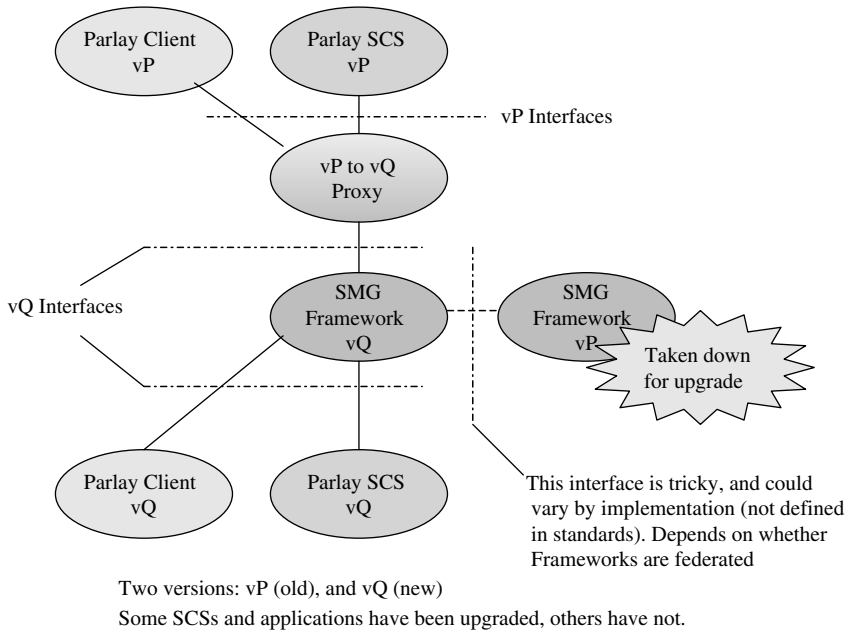 Parlay Client
vP
Parlay SCS
vP
vP Interfaces
vP to vQ
Proxy
vQ Interfaces
SMG
Framework
vQ
SMG
Framework
vP
Taken down
for upgrade
Parlay Client
vQ
Parlay SCS
vQ
This interface is tricky, and could
vary by implementation (not defined
in standards). Depends on whether
Frameworks are federated
Two versions: vP (old), and vQ (new)
Some SCSs and applications have been upgraded, others have not.